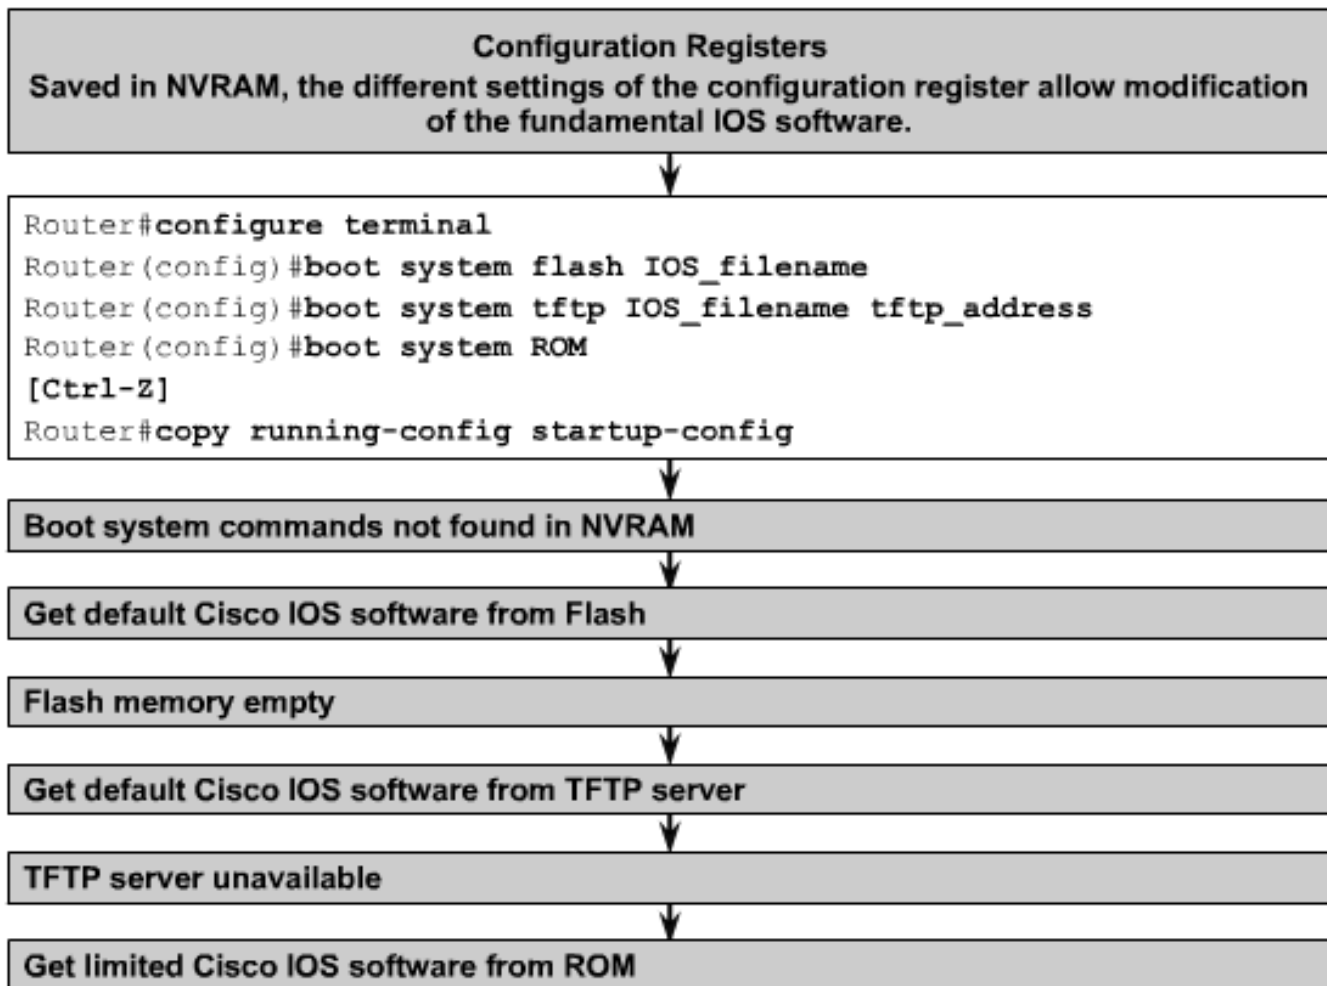 Configuration Registers
Saved in NVRAM, the different settings of the configuration register allow modification
of the fundamental IOS software.
Router#configure terminal
Router(config)#boot system flash IOS_filename
Router(config)#boot system tftp IOS_filename tftp_address
Router(config)#boot system ROM
[Ctrl-Z]
Router#copy running-config startup-config
Boot system commands not found in NVRAM
Get default Cisco IOS software from Flash
Flash memory empty
Get default Cisco IOS software from TFTP server
TFTP server unavailable
Get limited Cisco IOS software from ROM